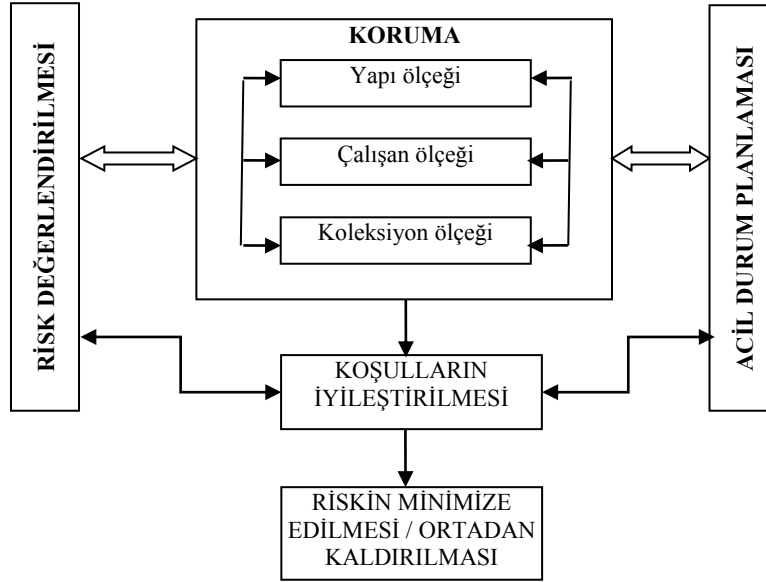 RİSK DEĞERLENDİRİLMESİ
KORUMA
Yapı ölçeği
Çalışan ölçeği
Koleksiyon ölçeği
ACİL DURUM PLANLAMASI
KOŞULLARIN
İYİLEŞTİRİLMESİ
RİSKİN MİNİMİZE
EDİLMESİ / ORTADAN
KALDIRILMASI